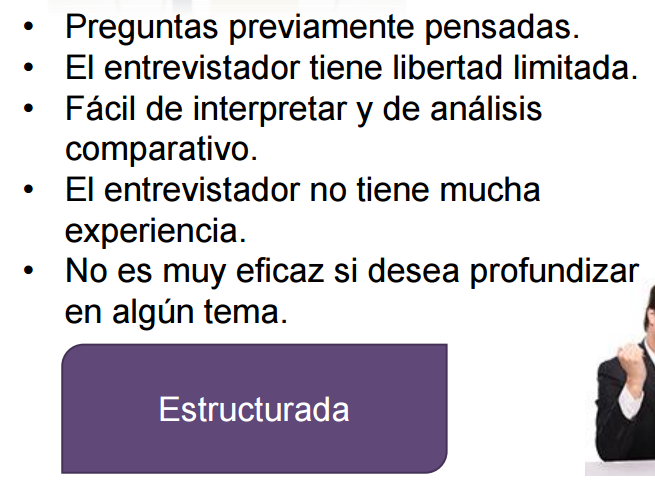 • Preguntas previamente pensadas.
• El entrevistador tiene libertad limitada.
• Fácil de interpretar y de análisis
comparativo.
• El entrevistador no tiene mucha
experiencia.
• No es muy eficaz si desea profundizar
en algún tema.
Estructurada